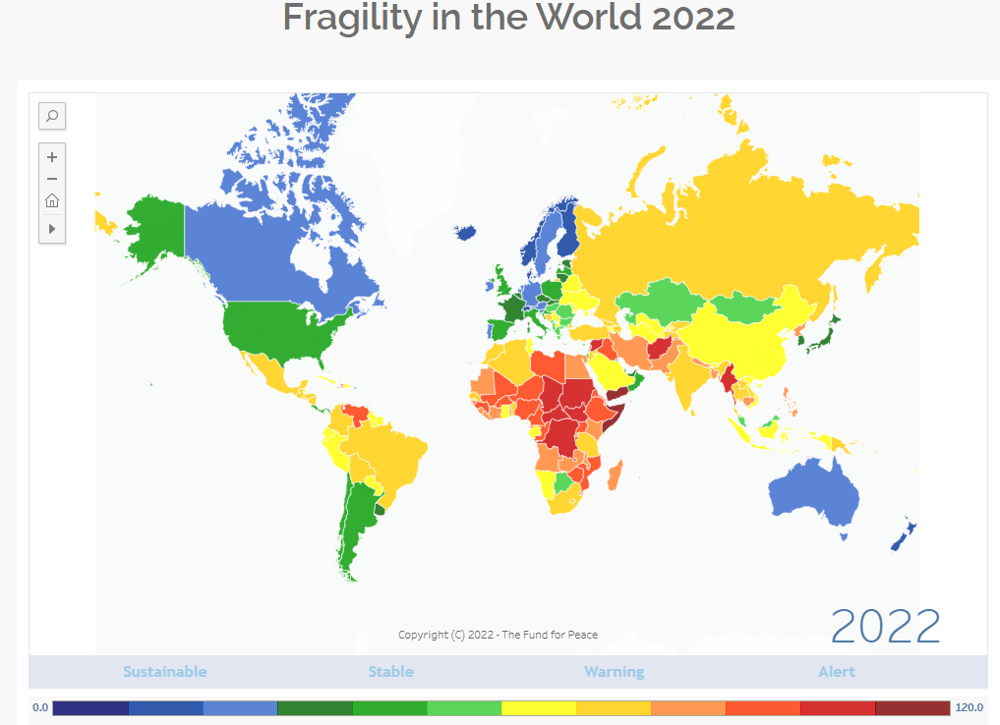 Fragility in the World 2022
2022
Copyright (C) 2022 - The Fund for Peace
Sustainable Stable Warning Alert
0.0 120.0